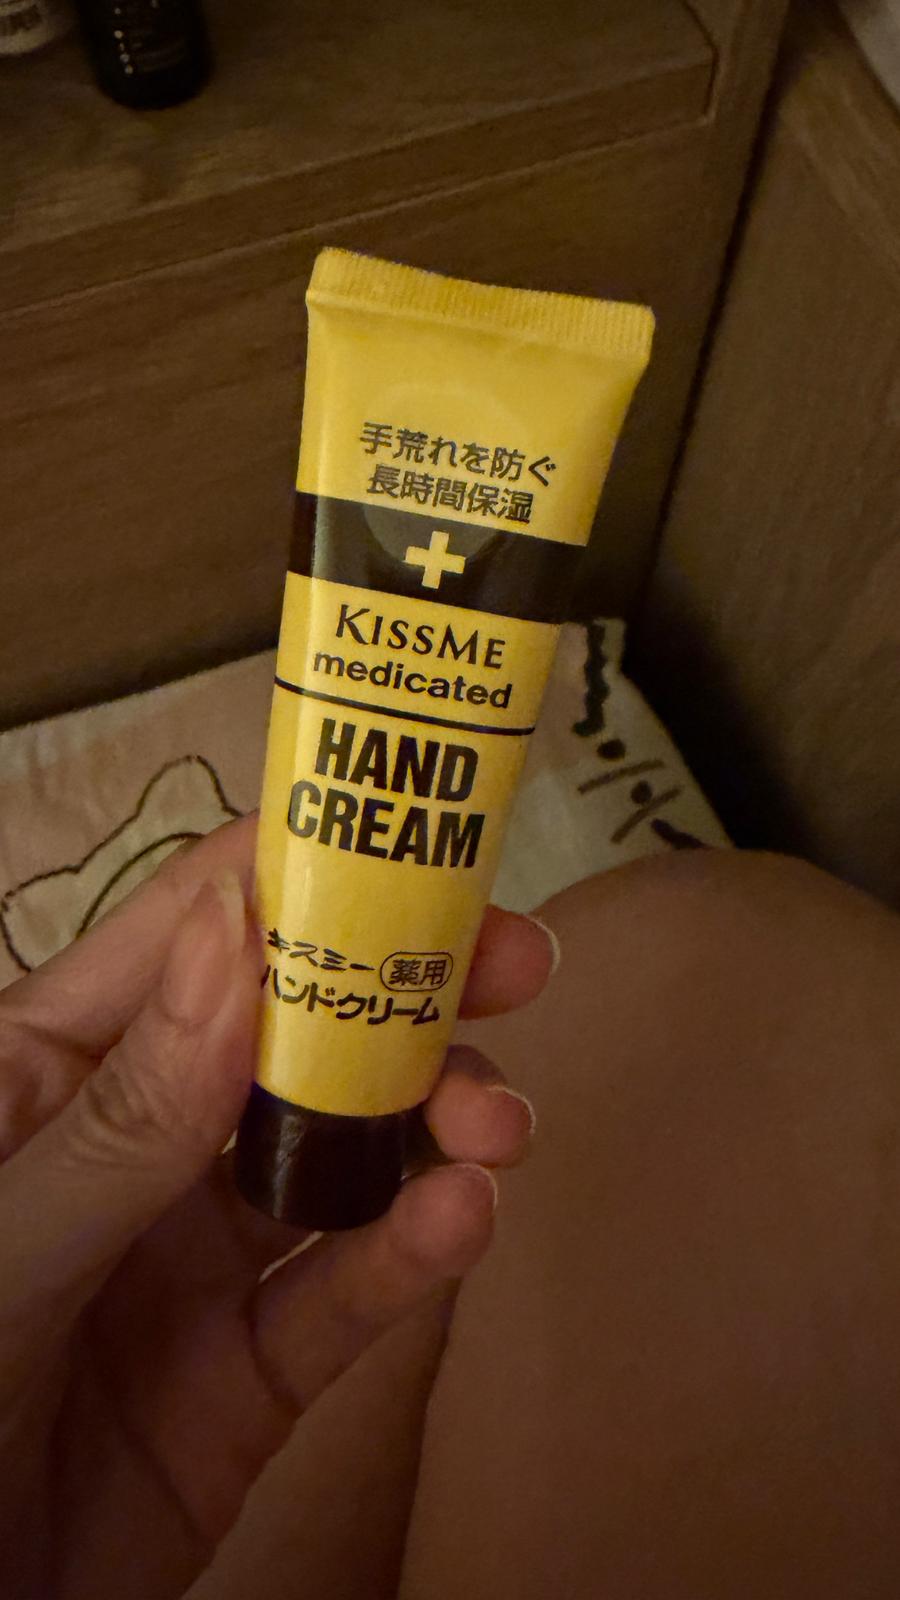 手荒れを防ぐ
長時間保湿
KISSME
medicated
HAND
CREAM
キスミー 薬用
ハンドクリーム